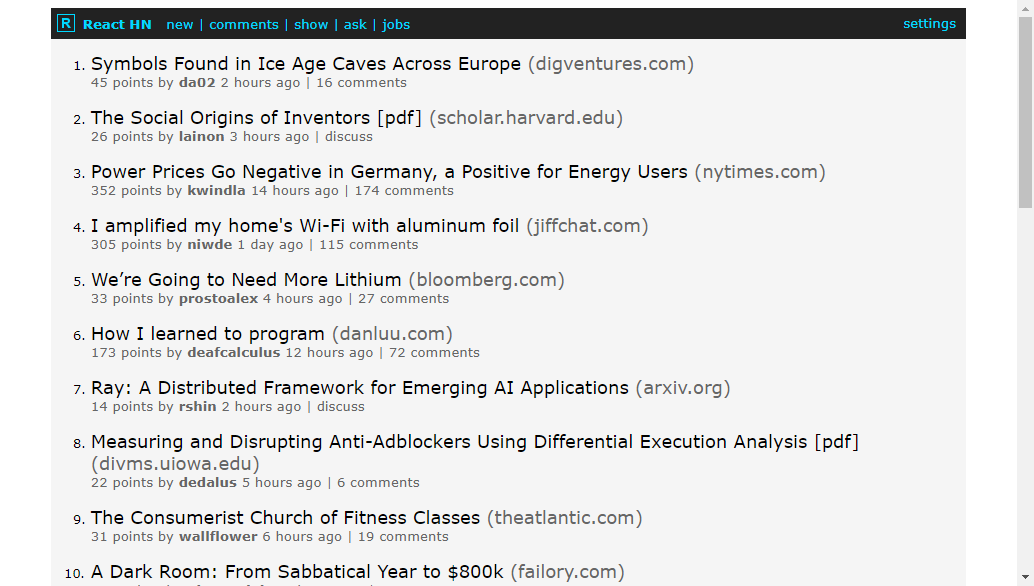 R React HN new | comments | show | ask | jobs settings
1. Symbols Found in Ice Age Caves Across Europe (digventures.com)
45 points by da02 2 hours ago | 16 comments
2. The Social Origins of Inventors [pdf] (scholar.harvard.edu)
26 points by lainon 3 hours ago | discuss
3. Power Prices Go Negative in Germany, a Positive for Energy Users (nytimes.com)
352 points by kwindla 14 hours ago | 174 comments
4. I amplified my home's Wi-Fi with aluminum foil (jiffchat.com)
305 points by niwde 1 day ago | 115 comments
5. We’re Going to Need More Lithium (bloomberg.com)
33 points by prostoalex 4 hours ago | 27 comments
6. How I learned to program (danluu.com)
173 points by deafcalculus 12 hours ago | 72 comments
7. Ray: A Distributed Framework for Emerging AI Applications (arxiv.org)
14 points by rshin 2 hours ago | discuss
8. Measuring and Disrupting Anti-Adblockers Using Differential Execution Analysis [pdf]
(divms.uiowa.edu)
22 points by dedalus 5 hours ago | 6 comments
9. The Consumerist Church of Fitness Classes (theatlantic.com)
31 points by wallflower 6 hours ago | 19 comments
10. A Dark Room: From Sabbatical Year to $800k (failory.com)